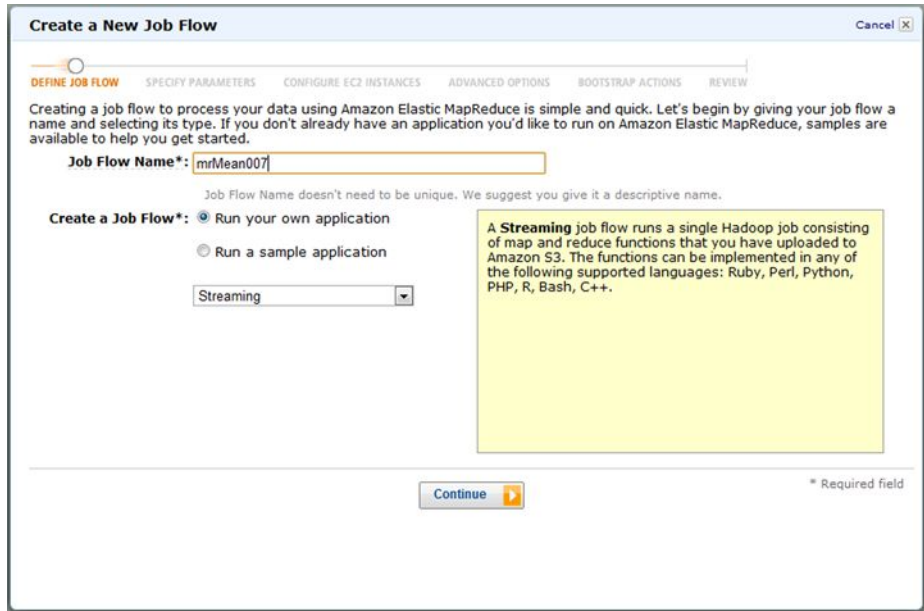 Create a New Job Flow
Cancel
DEFINE JOB FLOW SPECIFY PARAMETERS CONFIGURE EC2 INSTANCES ADVANCED OPTIONS BOOTSTRAP ACTIONS REVIEW
Creating a job flow to process your data using Amazon Elastic MapReduce is simple and quick. Let's begin by giving your job flow a
name and selecting its type. If you don't already have an application you'd like to run on Amazon Elastic MapReduce, samples are
available to help you get started.
Job Flow Name*: mrMean007
Job Flow Name doesn't need to be unique. We suggest you give it a descriptive name.
Create a Job Flow*: Run your own application
Run a sample application
Streaming
A Streaming job flow runs a single Hadoop job consisting
of map and reduce functions that you have uploaded to
Amazon S3. The functions can be implemented in any of
the following supported languages: Ruby, Perl, Python,
PHP, R, Bash, C++.
Continue
* Required field